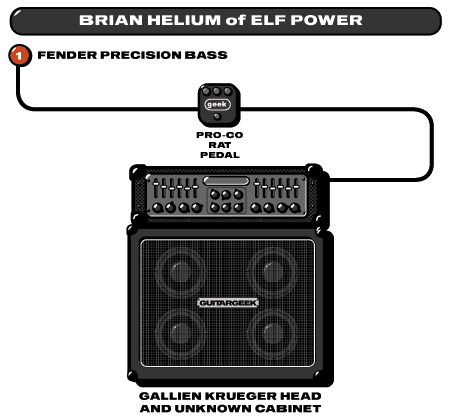 BRIAN HELIUM of ELF POWER
1 FENDER PRECISION BASS
geek
PRO-CO
RAT
PEDAL
GUITARGEEK
GALLIEN KRUEGER HEAD
AND UNKNOWN CABINET